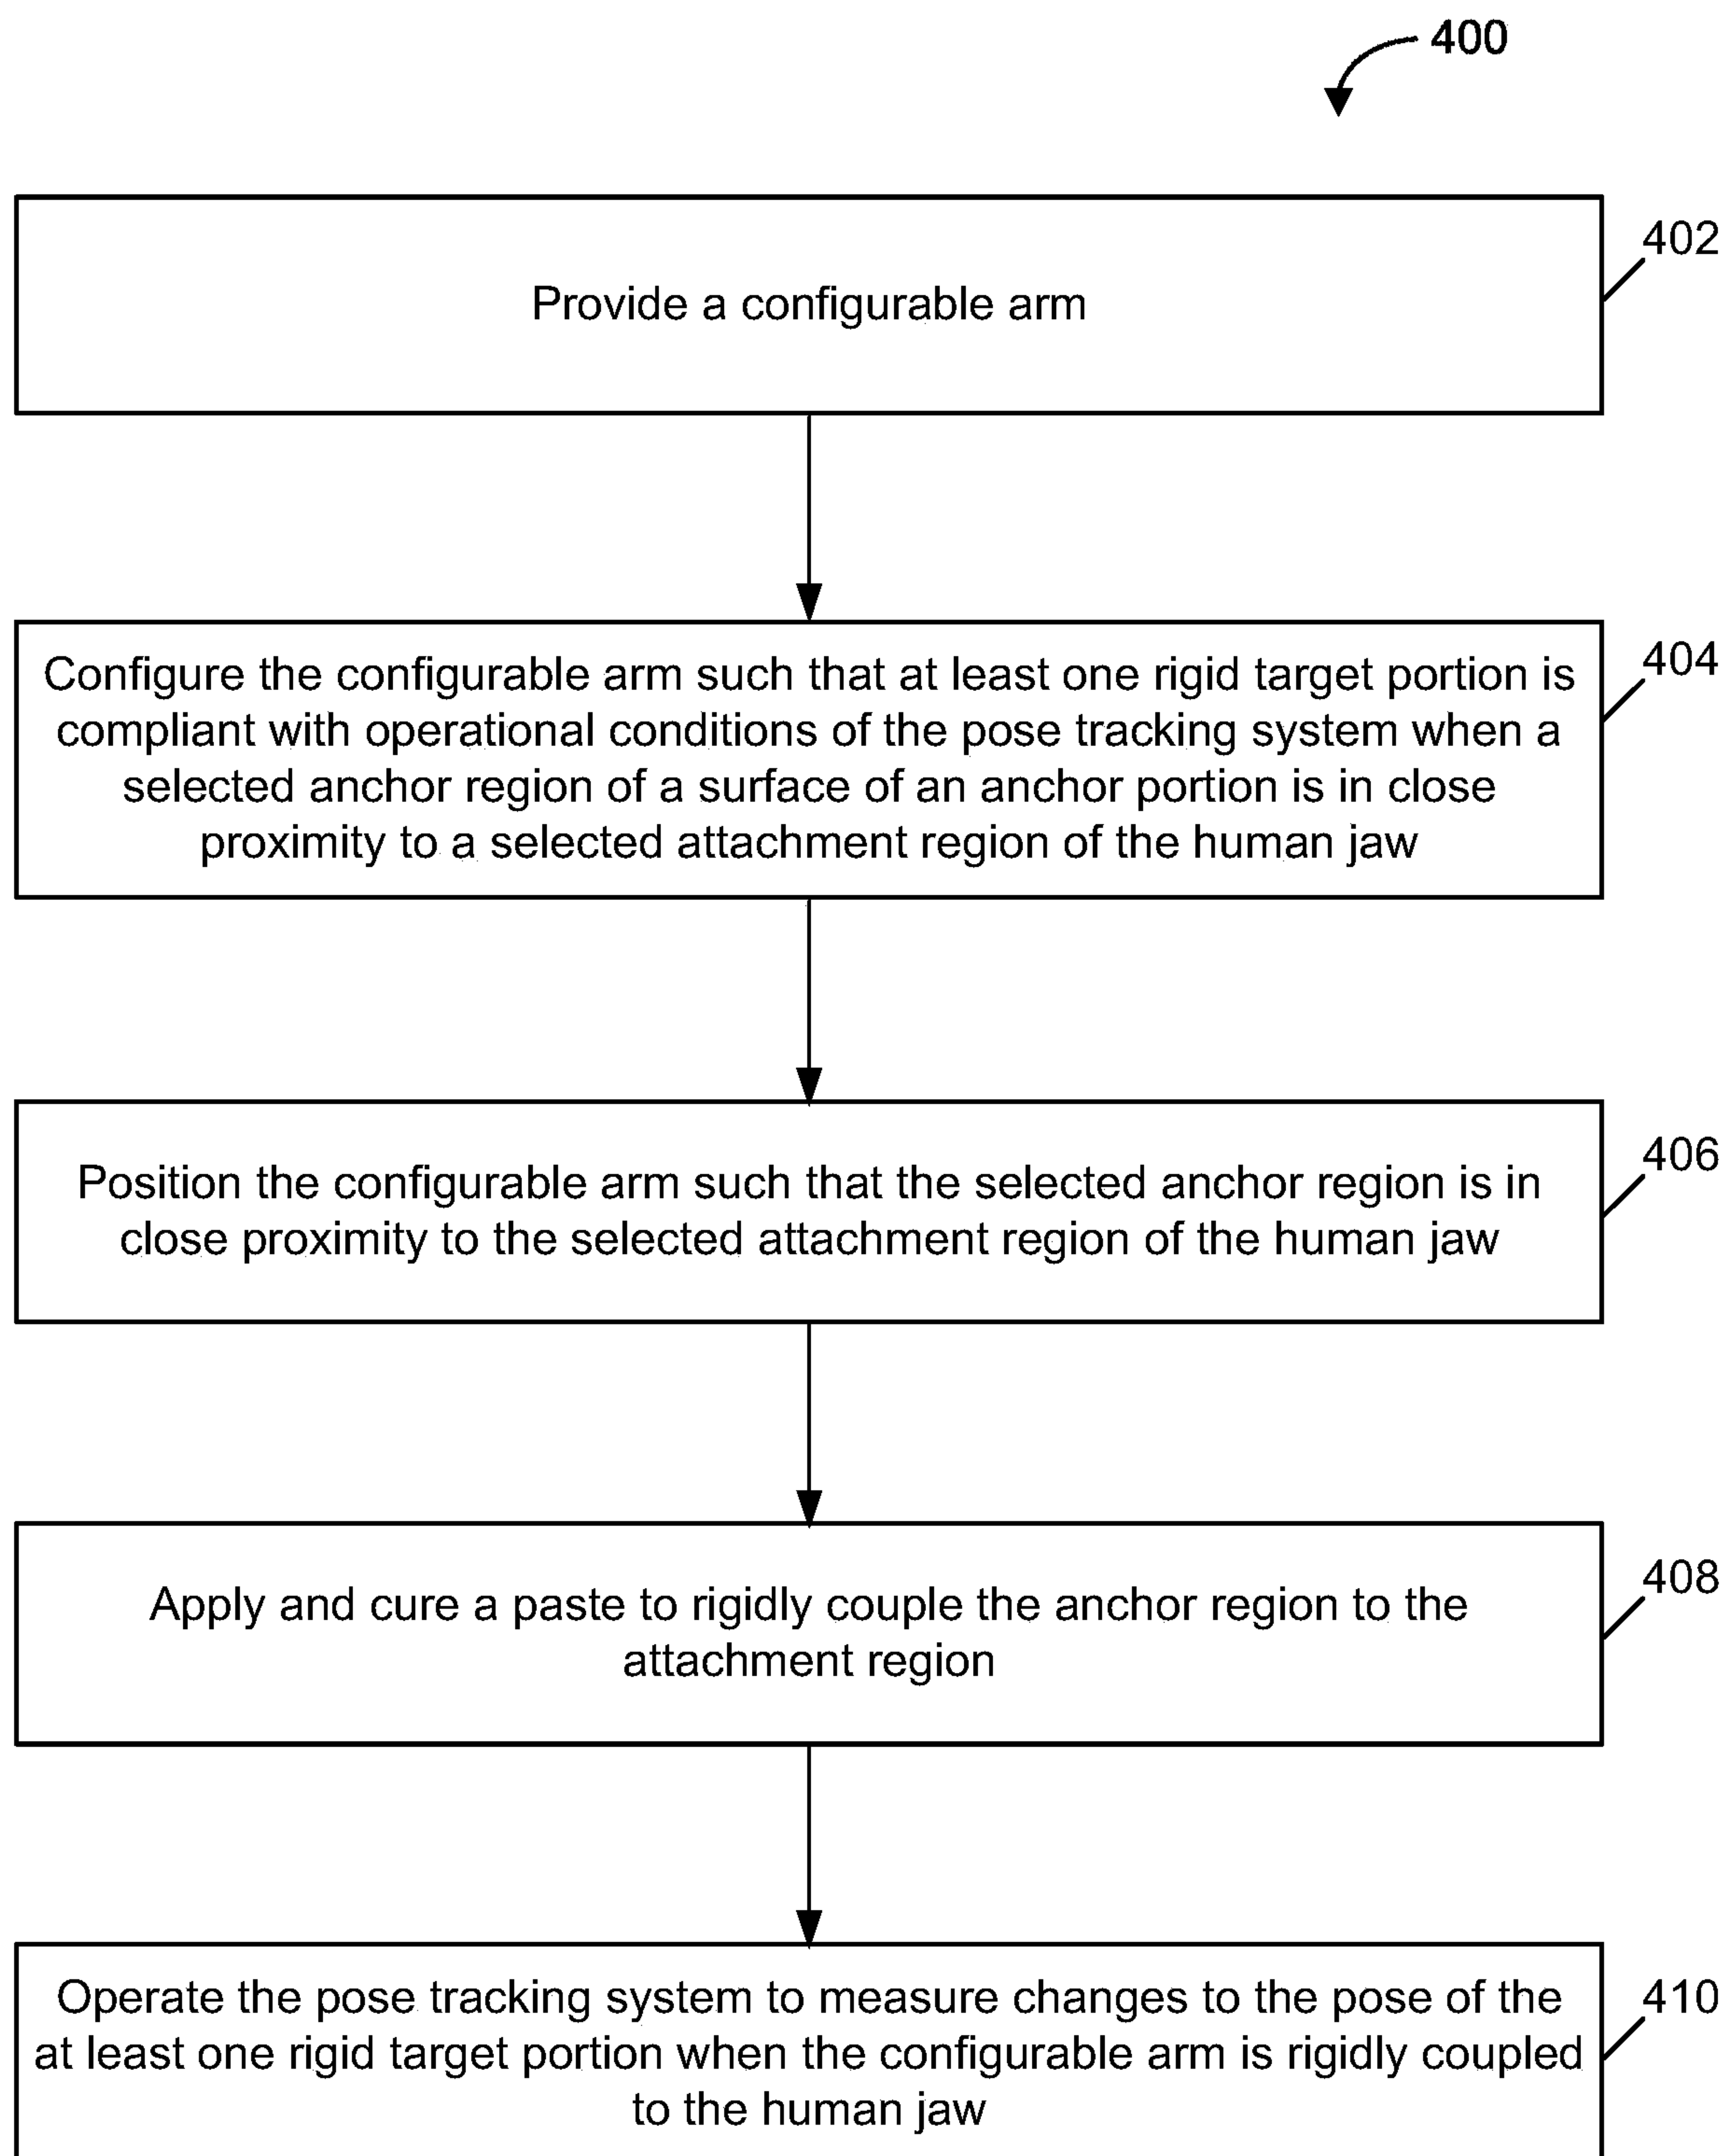 400
Provide a configurable arm
402
Configure the configurable arm such that at least one rigid target portion is
compliant with operational conditions of the pose tracking system when a
selected anchor region of a surface of an anchor portion is in close
proximity to a selected attachment region of the human jaw
404
Position the configurable arm such that the selected anchor region is in
close proximity to the selected attachment region of the human jaw
406
Apply and cure a paste to rigidly couple the anchor region to the
attachment region
408
Operate the pose tracking system to measure changes to the pose of the
at least one rigid target portion when the configurable arm is rigidly coupled
to the human jaw
410